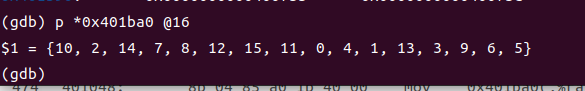 (gdb) p *0x401ba0 @16
$1 = {10, 2, 14, 7, 8, 12, 15, 11, 0, 4, 1, 13, 3, 9, 6, 5}
(gdb)